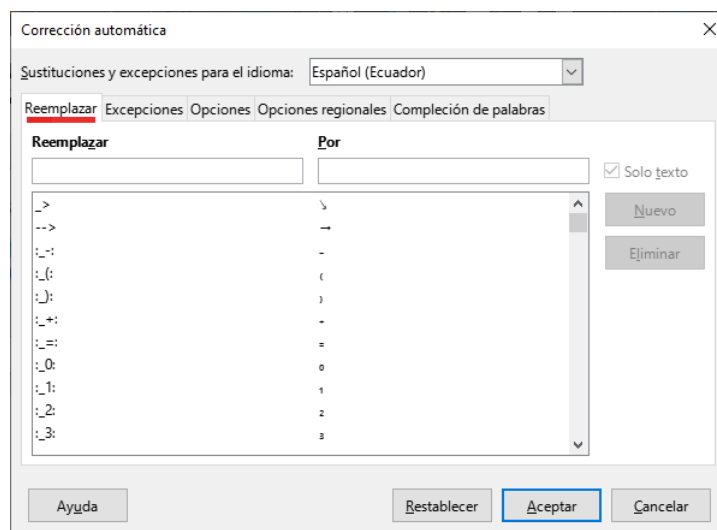 Corrección automática
Sustituciones y excepciones para el idioma: Español (Ecuador)
Reemplazar Excepciones Opciones Opciones regionales Compleción de palabras
Reemplazar Por
Solo texto
_> ↘
--> →
:_-: ₋
:_(: ₍
:_): ₎
:_+: ₊
:_=: ₌
:_0: ₀
:_1: ₁
:_2: ₂
:_3: ₃
Nuevo
Eliminar
Ayuda Restablecer Aceptar Cancelar